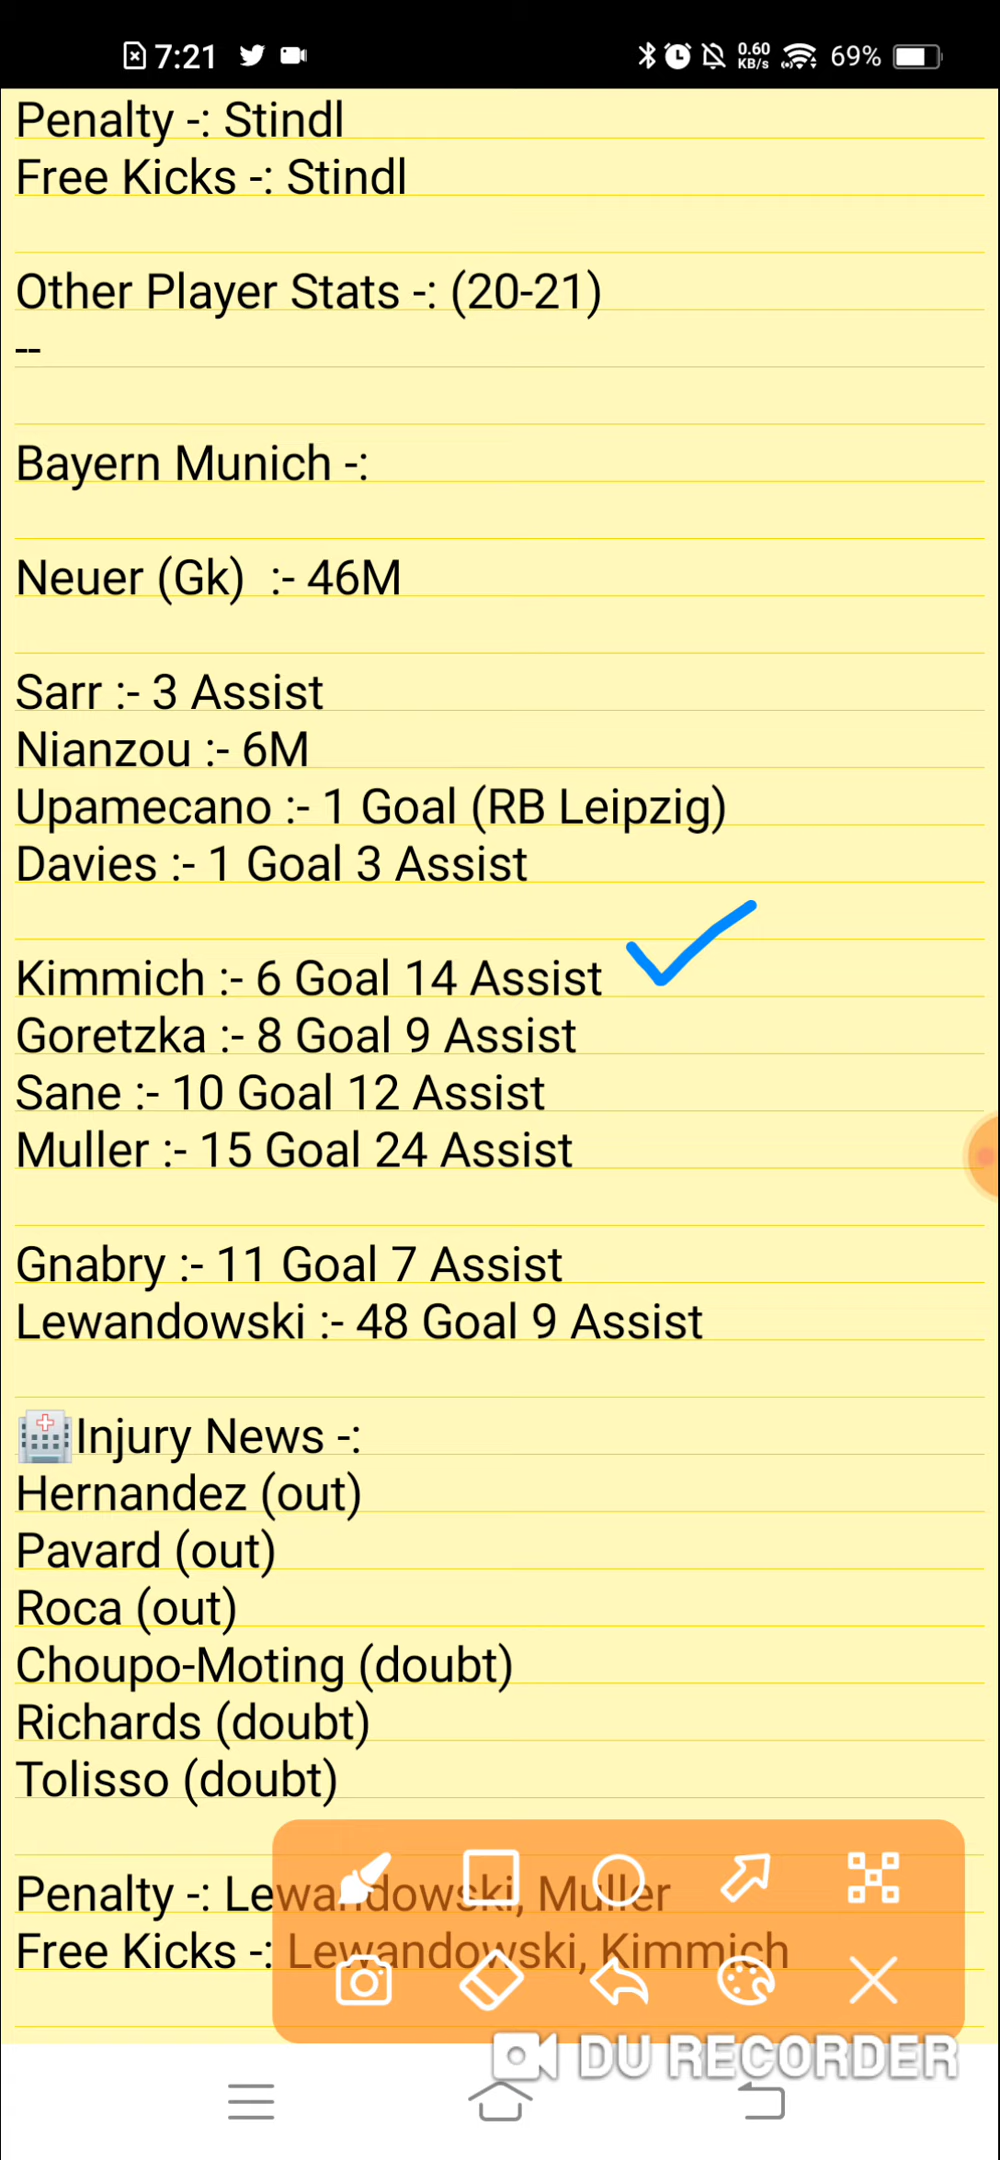 7:21 0.60 KB/s 69%
Penalty -: Stindl
Free Kicks -: Stindl
Other Player Stats -: (20-21)
--
Bayern Munich -:
Neuer (Gk)  :- 46M
Sarr :- 3 Assist
Nianzou :- 6M
Upamecano :- 1 Goal (RB Leipzig)
Davies :- 1 Goal 3 Assist
Kimmich :- 6 Goal 14 Assist
Goretzka :- 8 Goal 9 Assist
Sane :- 10 Goal 12 Assist
Muller :- 15 Goal 24 Assist
Gnabry :- 11 Goal 7 Assist
Lewandowski :- 48 Goal 9 Assist
Injury News -:
Hernandez (out)
Pavard (out)
Roca (out)
Choupo-Moting (doubt)
Richards (doubt)
Tolisso (doubt)
Penalty -: Lewandowski, Muller
Free Kicks -: Lewandowski, Kimmich
DU RECORDER